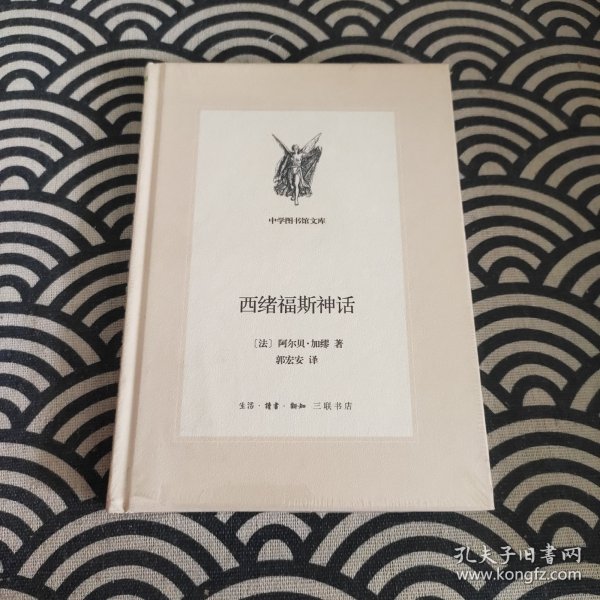 中学图书馆文库
西绪福斯神话
〔法〕阿尔贝·加缪 著
郭宏安 译
生活·讀書·新知 三联书店
孔夫子旧書网
www.kongfz.com